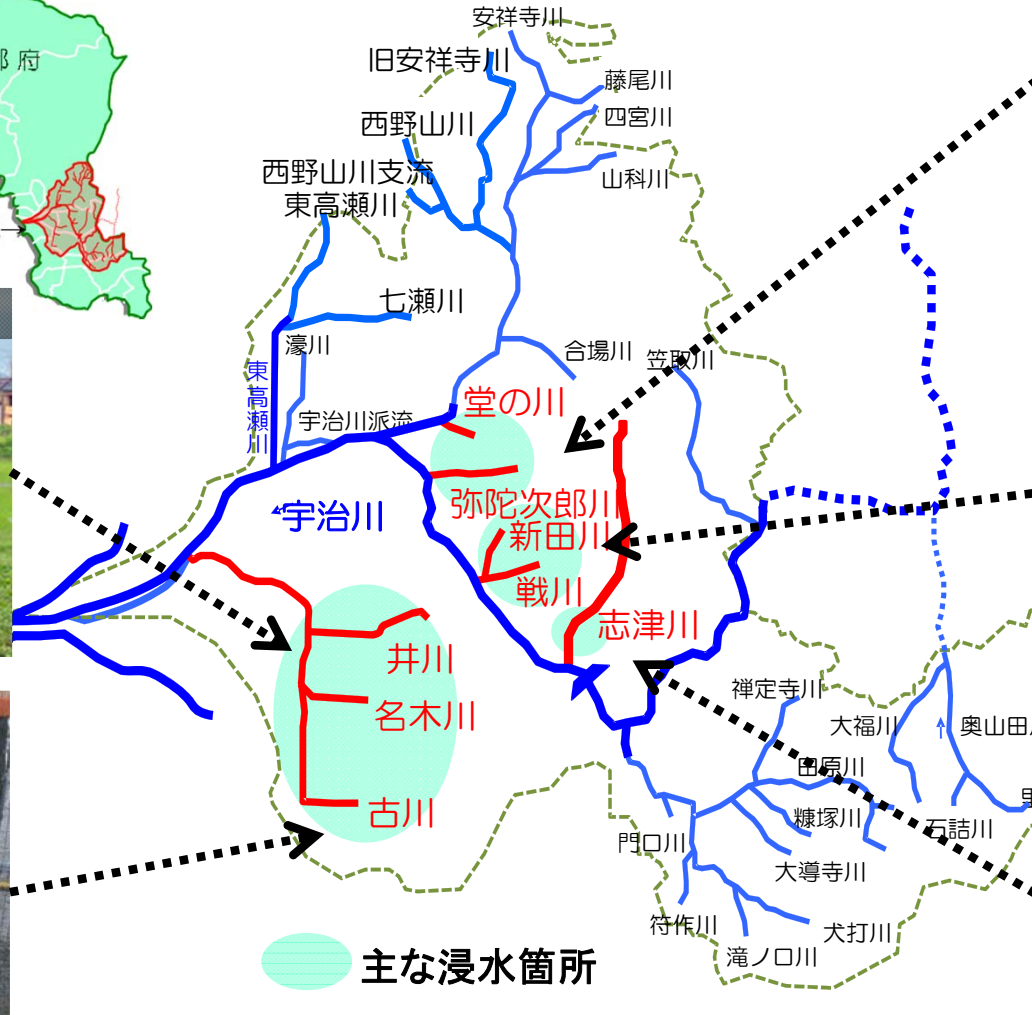 府
安祥寺川
旧安祥寺川
藤尾川
四宮川
西野山川
山科川
西野山川支流
東高瀬川
七瀬川
濠川
合場川
笠取川
東高瀬川
堂の川
宇治川派流
弥陀次郎川
宇治川
新田川
戦川
志津川
井川
禅定寺川
名木川
大福川
奥山田
田原川
古川
糠塚川
石詰川
門口川
大導寺川
符作川
犬打川
滝ノ口川
主な浸水箇所